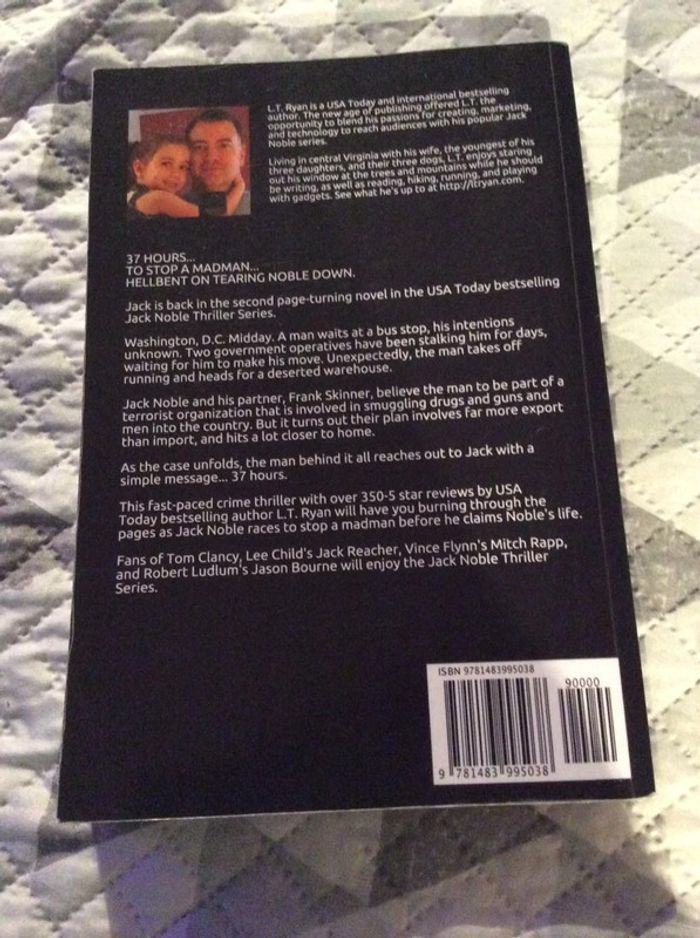 L.T. Ryan is a USA Today and international bestselling
author. The new age of publishing offered L.T. the
opportunity to blend his passions for creating, marketing,
and technology to reach audiences with his popular Jack
Noble series.
Living in central Virginia with his wife, the youngest of his
three daughters, and their three dogs, L.T. enjoys staring
out his window at the trees and mountains while he should
be writing, as well as reading, hiking, running, and playing
with gadgets. See what he's up to at http://ltryan.com.
37 HOURS...
TO STOP A MADMAN...
HELLBENT ON TEARING NOBLE DOWN.
Jack is back in the second page-turning novel in the USA Today bestselling
Jack Noble Thriller Series.
Washington, D.C. Midday. A man waits at a bus stop, his intentions
unknown. Two government operatives have been stalking him for days,
waiting for him to make his move. Unexpectedly, the man takes off
running and heads for a deserted warehouse.
Jack Noble and his partner, Frank Skinner, believe the man to be part of a
terrorist organization that is involved in smuggling drugs and guns and
men into the country. But it turns out their plan involves far more export
than import, and hits a lot closer to home.
As the case unfolds, the man behind it all reaches out to Jack with a
simple message... 37 hours.
This fast-paced crime thriller with over 350-5 star reviews by USA
Today bestselling author L.T. Ryan will have you burning through the
pages as Jack Noble races to stop a madman before he claims Noble's life.
Fans of Tom Clancy, Lee Child's Jack Reacher, Vince Flynn's Mitch Rapp,
and Robert Ludlum's Jason Bourne will enjoy the Jack Noble Thriller
Series.
ISBN 9781483995038
90000
9 781483 995038